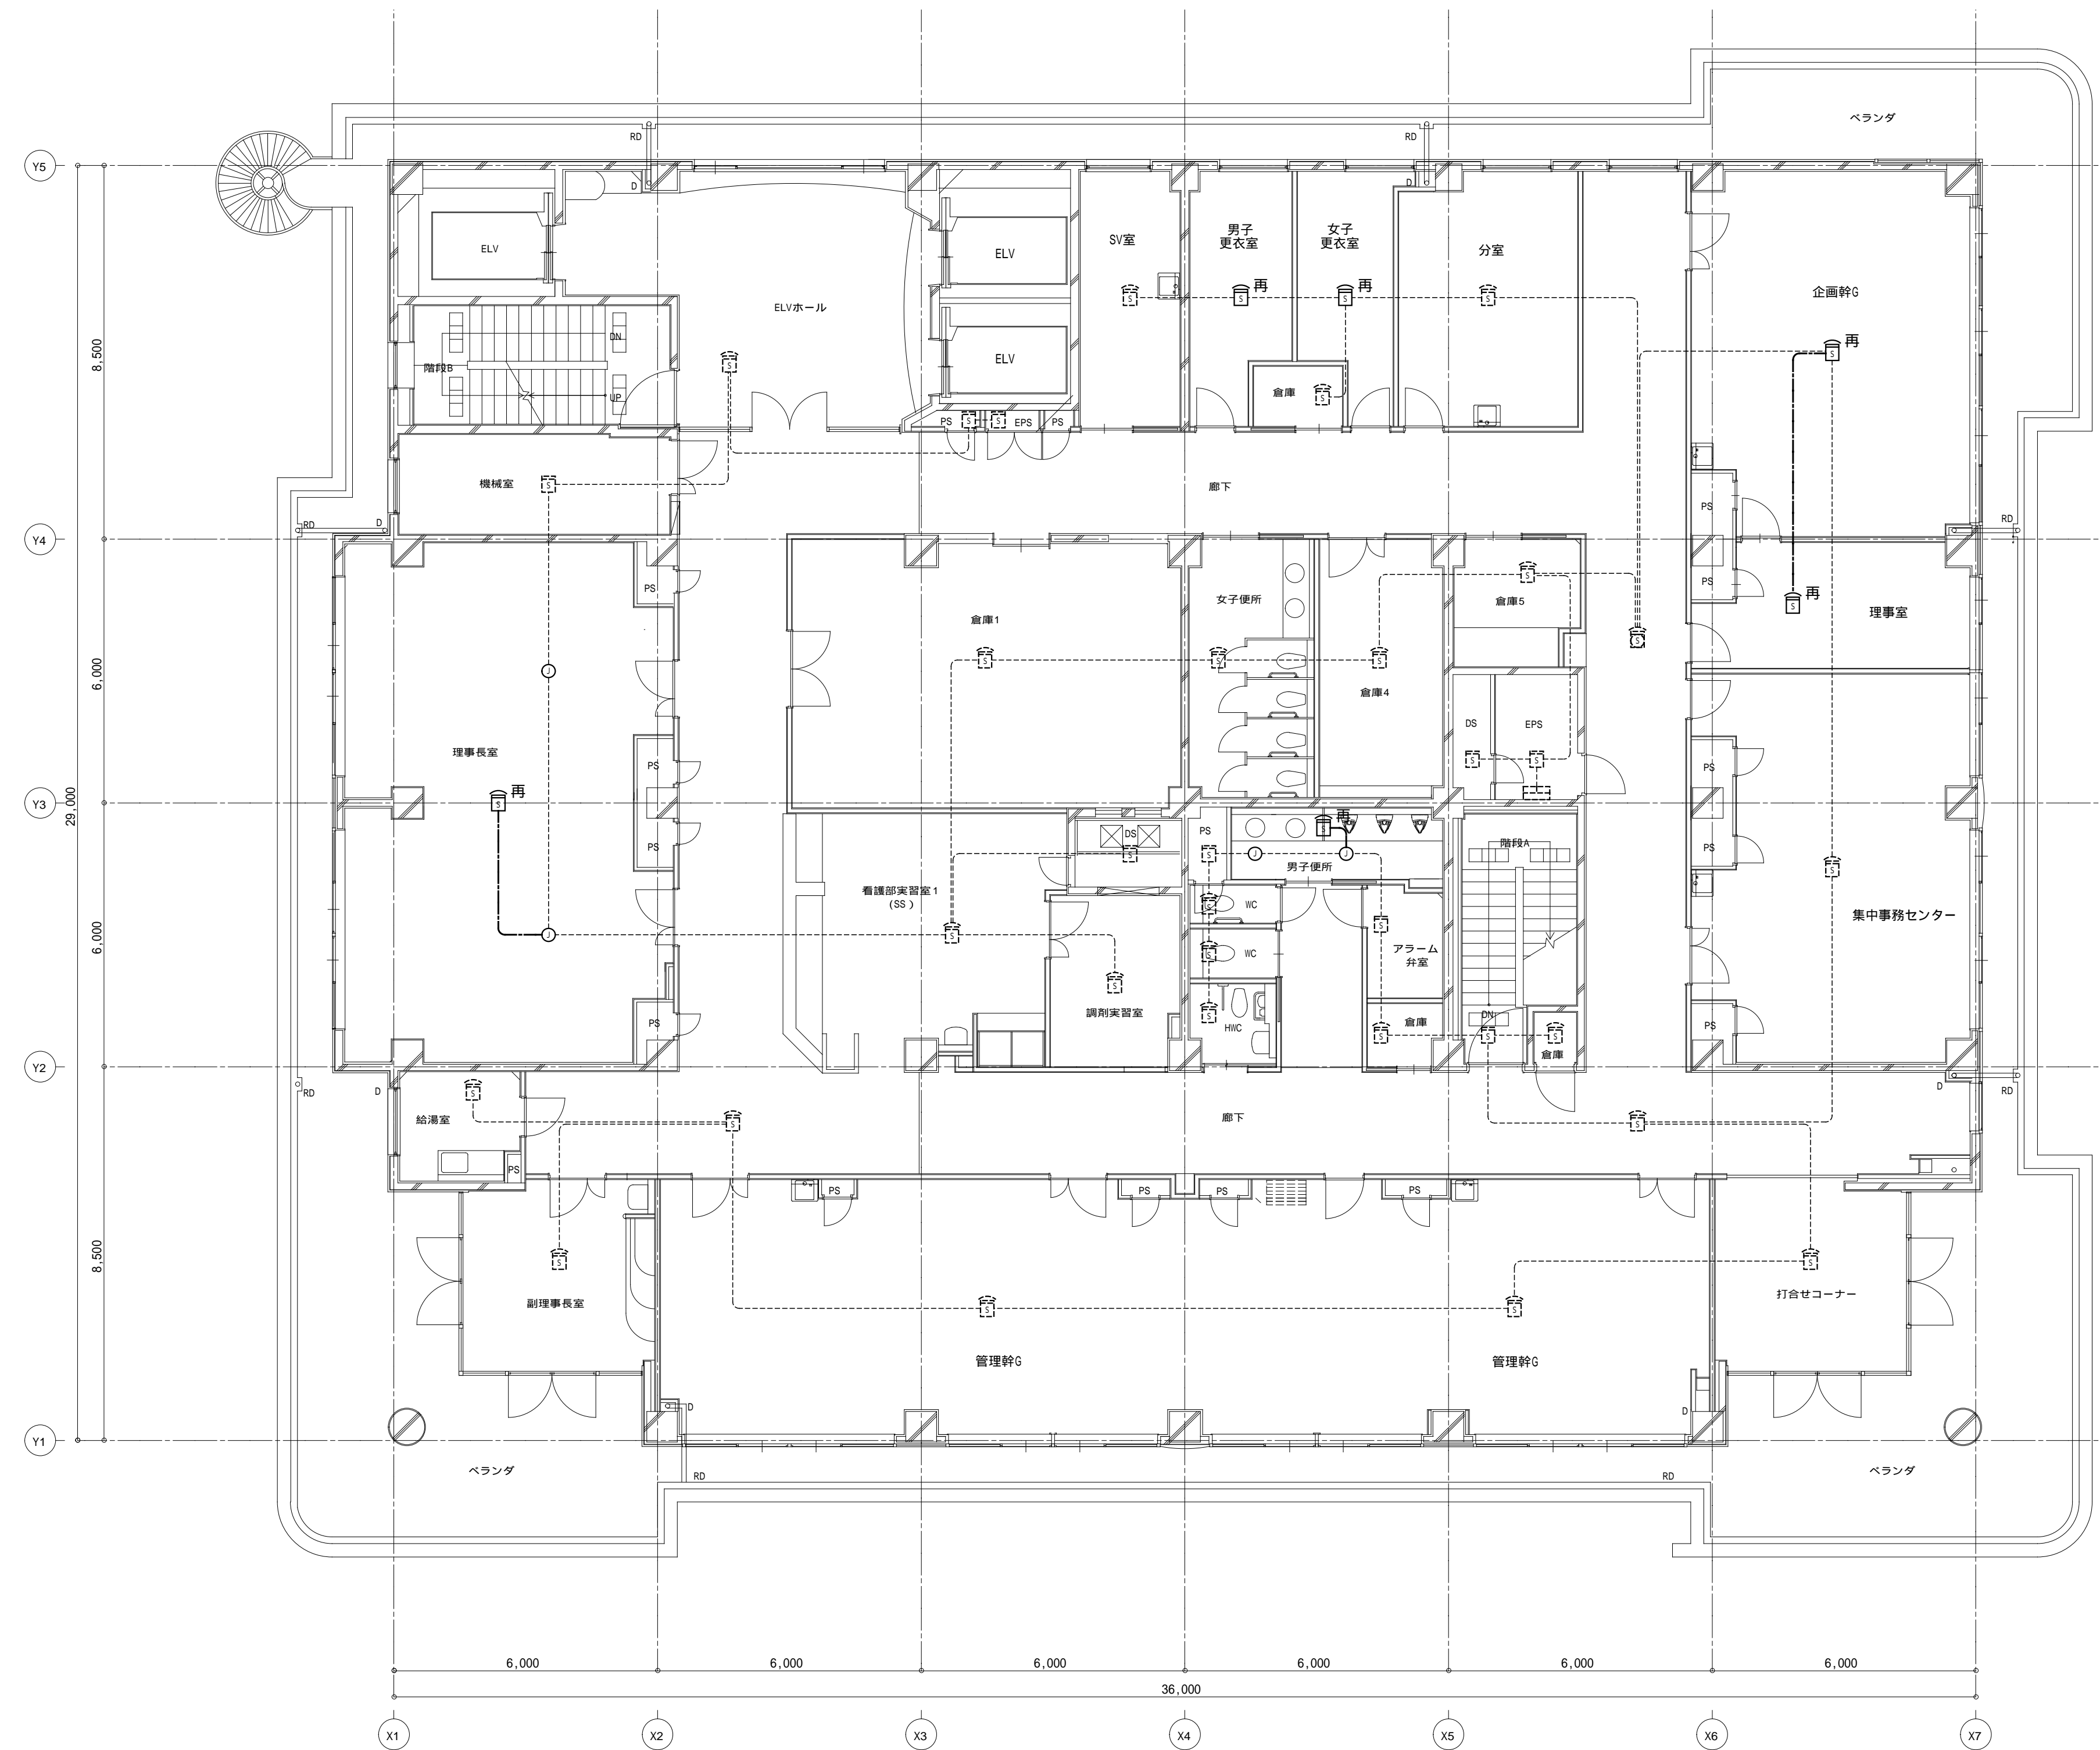 ベランダ
RD
RD
Y5
D
D
ELV
SV室
男子
更衣室
女子
更衣室
分室
ELV
企画幹G
S
S 再
S 再
S
ELVホール
DN
8,500
S
ELV
S 再
階段B
UP
倉庫
S
PS
S
S
EPS
PS
機械室
S
廊下
PS
RD
D
RD
Y4
PS
S
PS
女子便所
倉庫5
S 再
理事室
倉庫1
S
S
S
S
6,000
J
倉庫4
DS
EPS
理事長室
PS
S
S
PS
29,000
Y3
S 再
再
DS
PS
S
階段A
PS
S
S
J
J
PS
男子便所
S
看護部実習室1
(SS)
S
WC
S
集中事務センター
6,000
J
S
アラーム
弁室
S
WC
S
調剤実習室
S
HWC
PS
倉庫
S
DN
S
S
倉庫
PS
Y2
RD
D
S
D
RD
給湯室
S
廊下
S
PS
PS
PS
PS
PS
8,500
S
S
副理事長室
S
S
打合せコーナー
管理幹G
管理幹G
D
D
Y1
ベランダ
RD
RD
ベランダ
6,000
6,000
6,000
6,000
6,000
6,000
36,000
X1
X2
X3
X4
X5
X6
X7